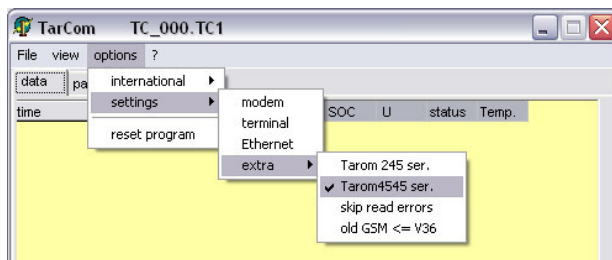 TarCom TC_000.TC1
File view options ?
data pa
international
time
settings
modem
SOC U status Temp.
terminal
reset program
Ethernet
extra
Tarom 245 ser.
Tarom4545 ser.
skip read errors
old GSM <= V36